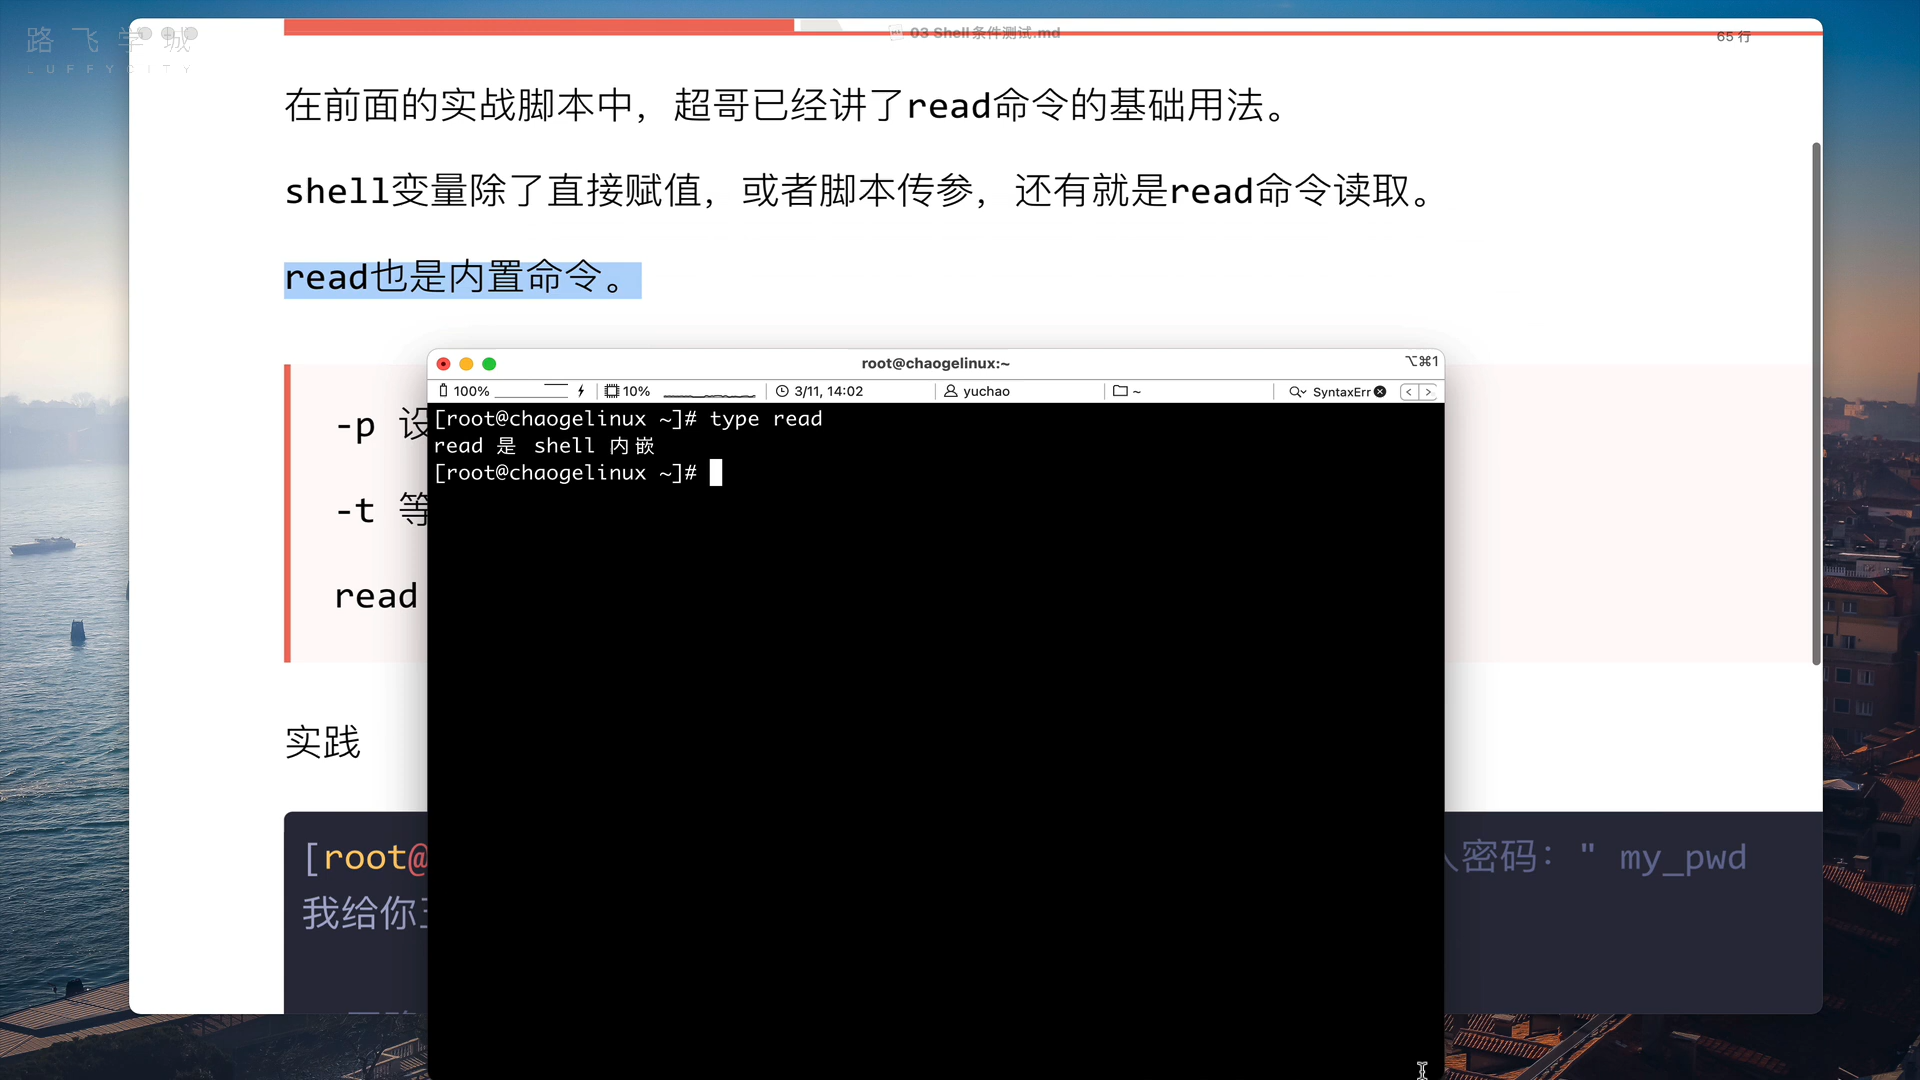 路飞学城
LUFFYCITY
03 Shell条件测试.md
65 行
在前面的实战脚本中，超哥已经讲了read命令的基础用法。
shell变量除了直接赋值，或者脚本传参，还有就是read命令读取。
read也是内置命令。
root@chaogelinux:~
⌥⌘1
100%
10%
3/11, 14:02
yuchao
~
SyntaxErr
[root@chaogelinux ~]# type read
read 是 shell 内嵌
[root@chaogelinux ~]#
-p 设
-t 等
read
实践
[root@
密码：" my_pwd
我给你